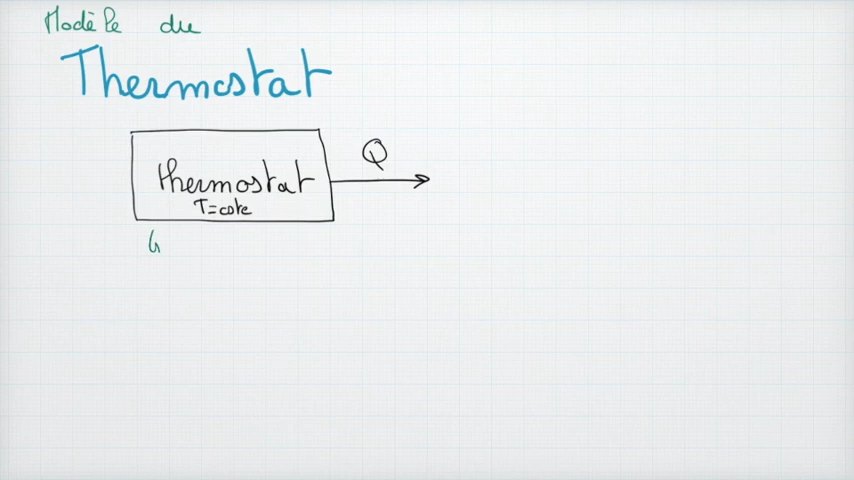 Modèle du
Thermostat
Q
thermostat
T=cste